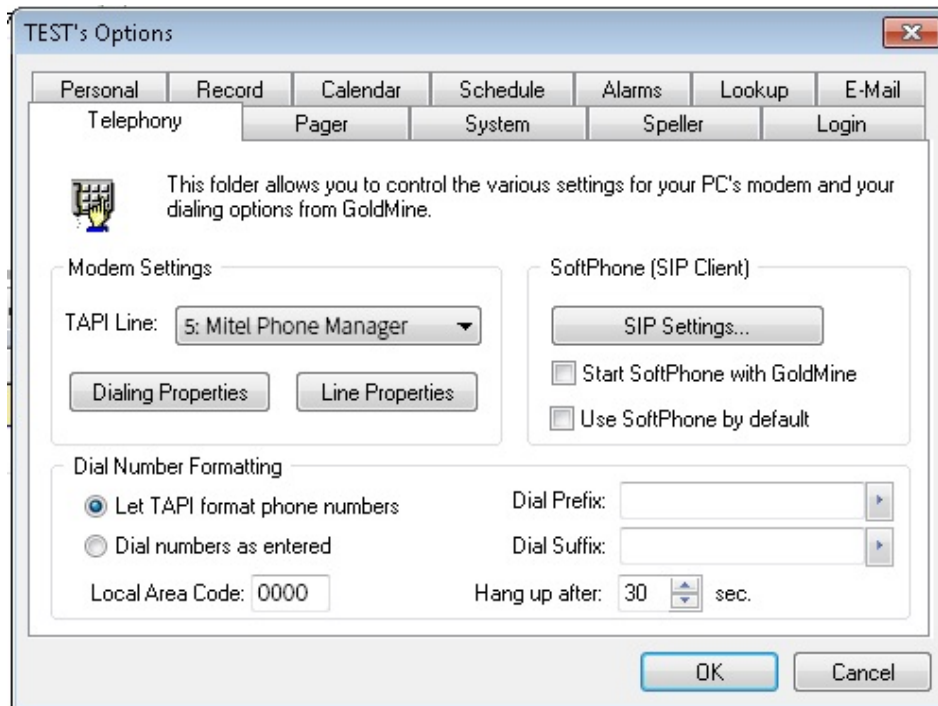 TEST's Options
Personal Record Calendar Schedule Alarms Lookup E-Mail
Telephony Pager System Speller Login
This folder allows you to control the various settings for your PC's modem and your
dialing options from GoldMine.
Modem Settings
TAPI Line: 5: Mitel Phone Manager
Dialing Properties Line Properties
SoftPhone (SIP Client)
SIP Settings...
Start SoftPhone with GoldMine
Use SoftPhone by default
Dial Number Formatting
Let TAPI format phone numbers Dial Prefix:
Dial numbers as entered Dial Suffix:
Local Area Code: 0000 Hang up after: 30 sec.
OK Cancel